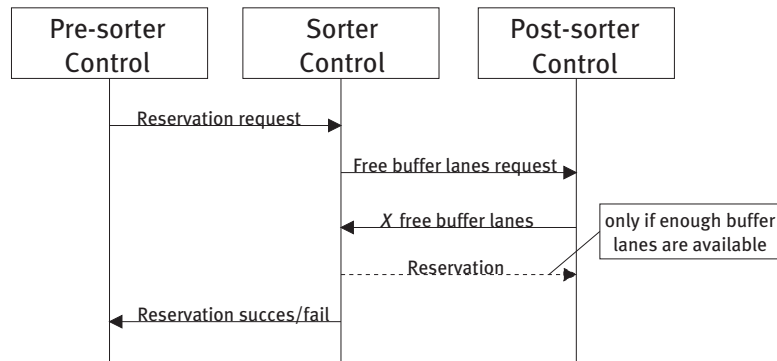 Pre-sorter
Control
Sorter
Control
Post-sorter
Control
Reservation request
Free buffer lanes request
X free buffer lanes
only if enough buffer
lanes are available
Reservation
Reservation succes/fail